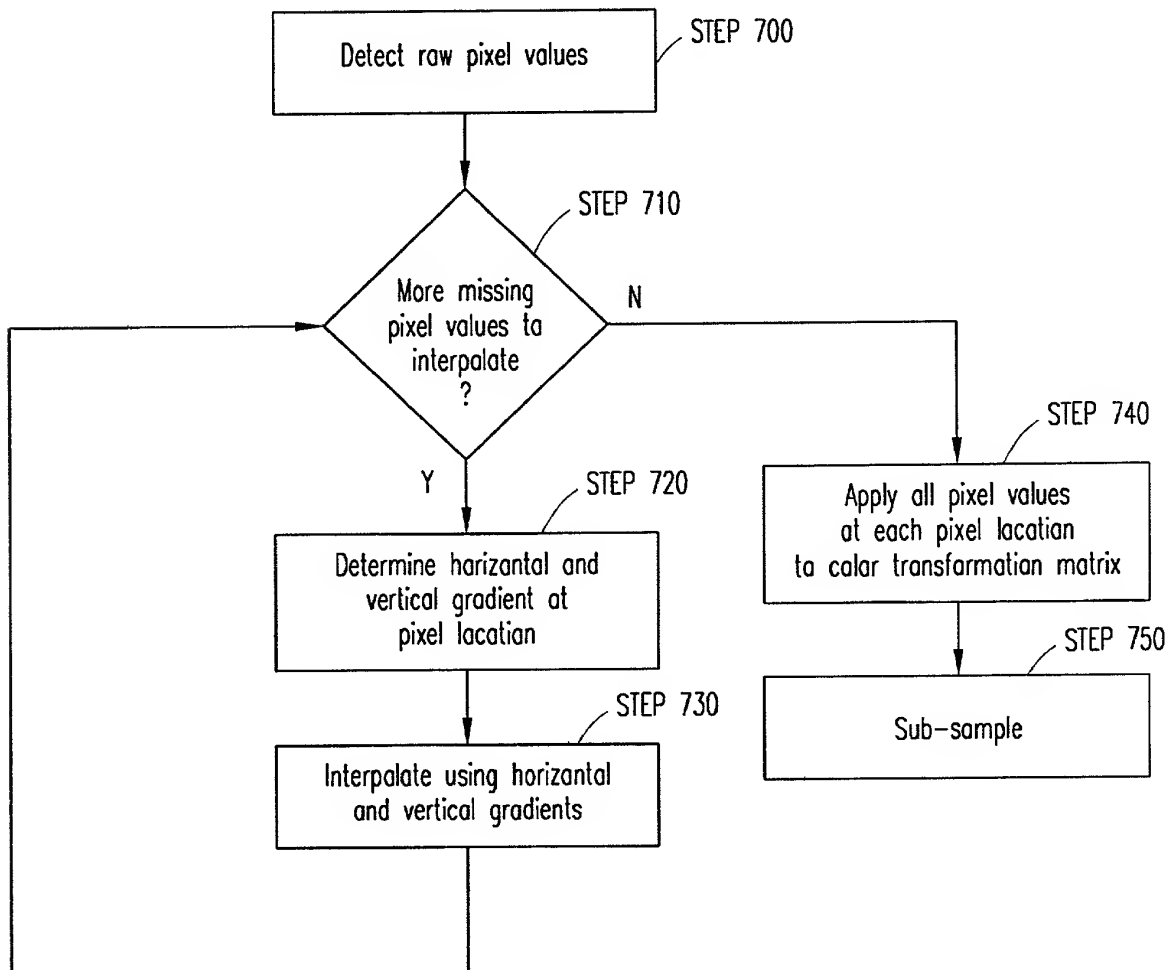 Detect raw pixel values
STEP 700
STEP 710
More missing
pixel values ta
interpalate
?
N
Y
STEP 720
Determine harizantal and
vertical gradient at
pixel lacatian
STEP 730
Interpalate using harizantal
and vertical gradients
STEP 740
Apply all pixel values
at each pixel lacatian
ta calar transfarmatian matrix
STEP 750
Sub-sample